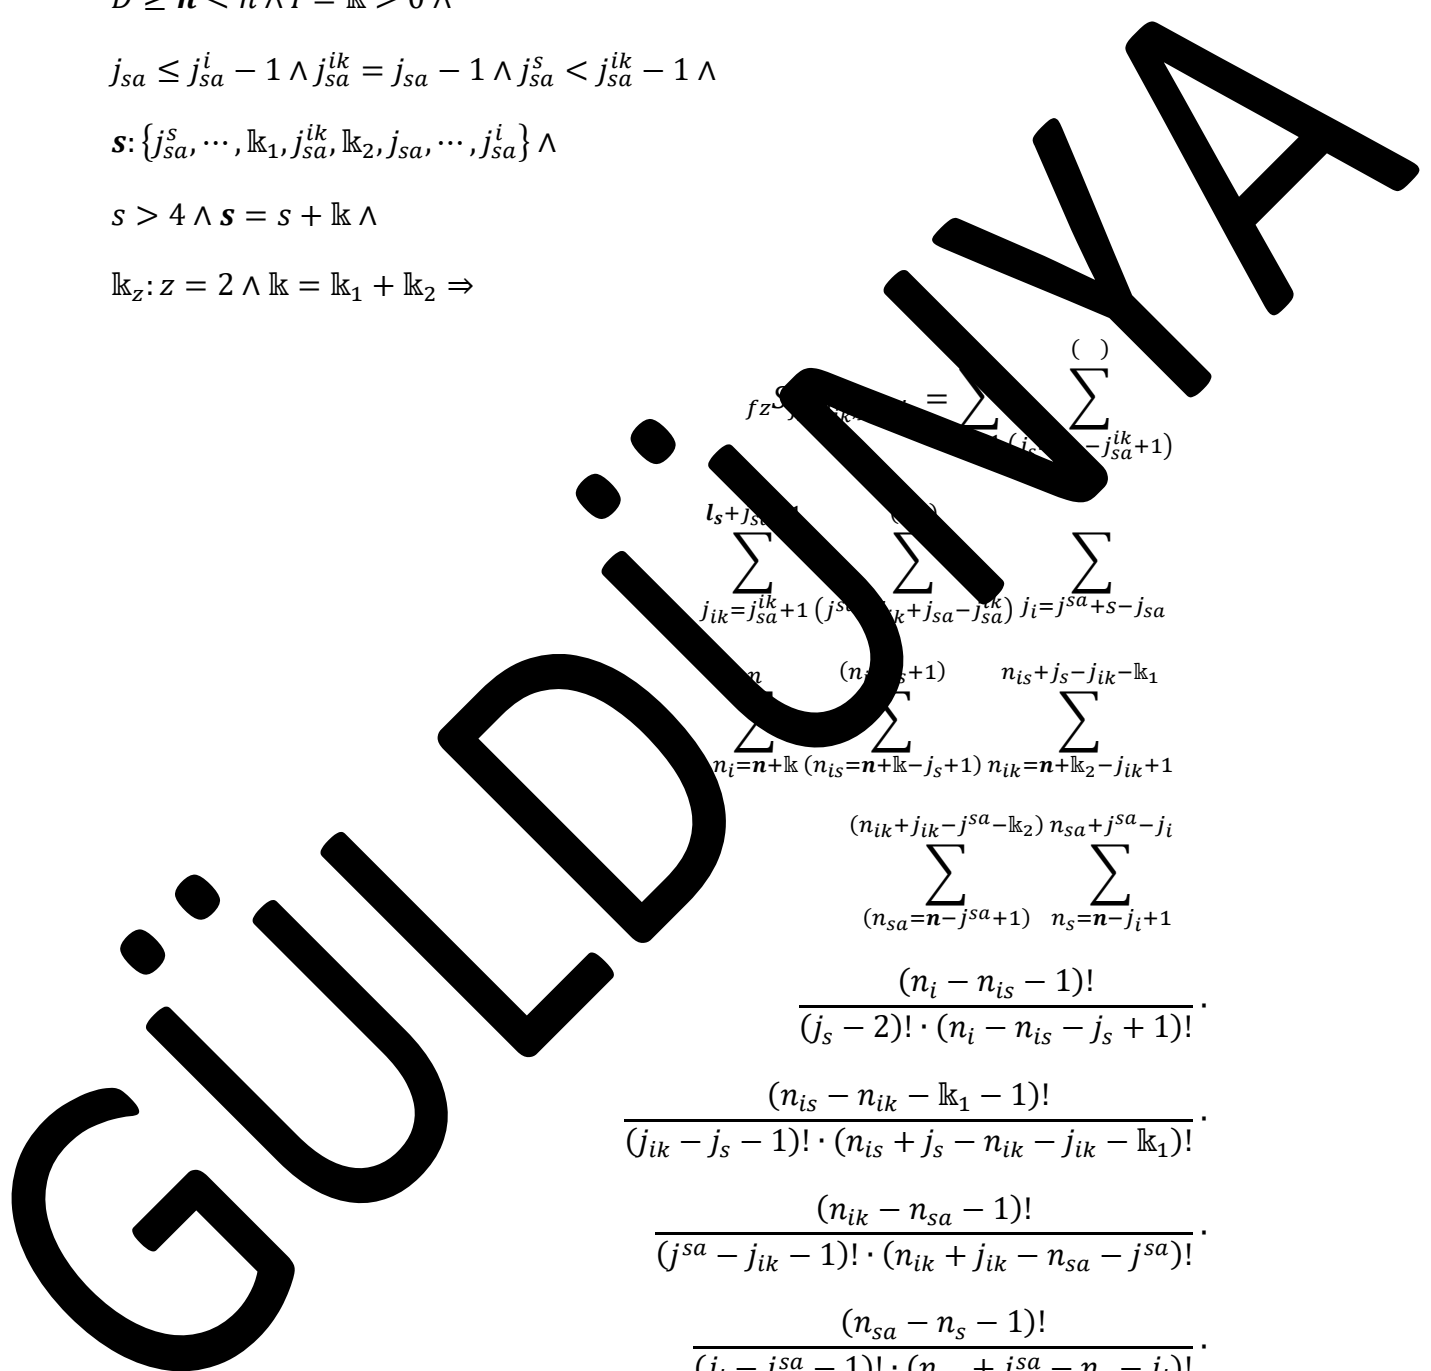 j_{sa} ≤ j_{sa}^{i} − 1 ∧ j_{sa}^{ik} = j_{sa} − 1 ∧ j_{sa}^{s} < j_{sa}^{ik} − 1 ∧
s: {j_{sa}^{s}, ⋯ , 𝕜_1, j_{sa}^{ik}, 𝕜_2, j_{sa}, ⋯ , j_{sa}^{i}} ∧
s > 4 ∧ s = s + 𝕜 ∧
𝕜_z: z = 2 ∧ 𝕜 = 𝕜_1 + 𝕜_2 ⇒
( )
fz = ∑ ∑
−j_{sa}^{ik}+1)
∑ ∑ ∑
j_{ik}=j_{sa}^{ik}+1 j_i=j^{sa}+s−j_{sa}
n n_{is}+j_s−j_{ik}−𝕜_1
∑ ∑ ∑
n_i=n+𝕜 (n_{is}=n+𝕜−j_s+1) n_{ik}=n+𝕜_2−j_{ik}+1
(n_{ik}+j_{ik}−j^{sa}−𝕜_2) n_{sa}+j^{sa}−j_i
∑ ∑
(n_{sa}=n−j^{sa}+1) n_s=n−j_i+1
(n_i − n_{is} − 1)!
(j_s − 2)! · (n_i − n_{is} − j_s + 1)! ·
(n_{is} − n_{ik} − 𝕜_1 − 1)!
(j_{ik} − j_s − 1)! · (n_{is} + j_s − n_{ik} − j_{ik} − 𝕜_1)! ·
(n_{ik} − n_{sa} − 1)!
(j^{sa} − j_{ik} − 1)! · (n_{ik} + j_{ik} − n_{sa} − j^{sa})! ·
(n_{sa} − n_s − 1)!
GÜLDÜNYA